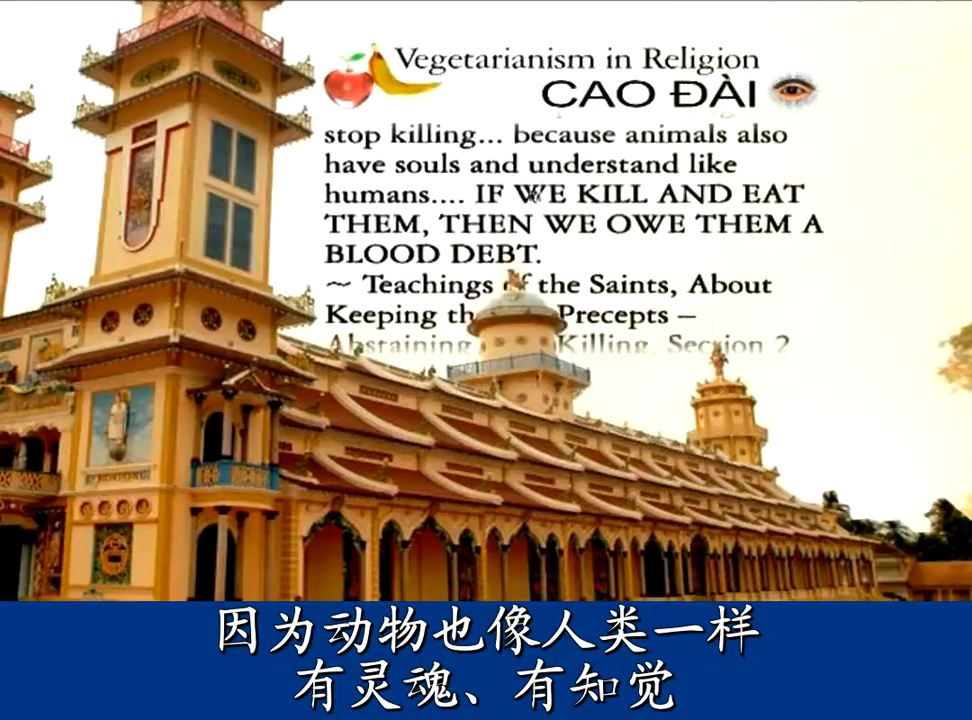 Vegetarianism in Religion
CAO ĐÀI
stop killing... because animals also
have souls and understand like
humans.... IF WE KILL AND EAT
THEM, THEN WE OWE THEM A
BLOOD DEBT.
~ Teachings of the Saints, About
Keeping the Precepts –
Abstaining Killing, Section 2
因为动物也像人类一样
有灵魂、有知觉